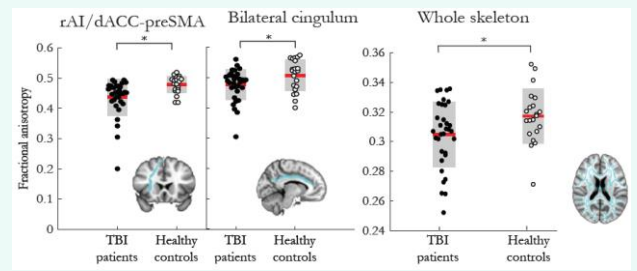 rAI/dACC-preSMA
Bilateral cingulum
Whole skeleton
*
*
*
Fractional anisotropy
0.6
0.5
0.4
0.3
0.2
0.1
0
0.36
0.34
0.32
0.3
0.28
0.26
0.24
TBI
patients
Healthy
controls
TBI
patients
Healthy
controls
TBI
patients
Healthy
controls